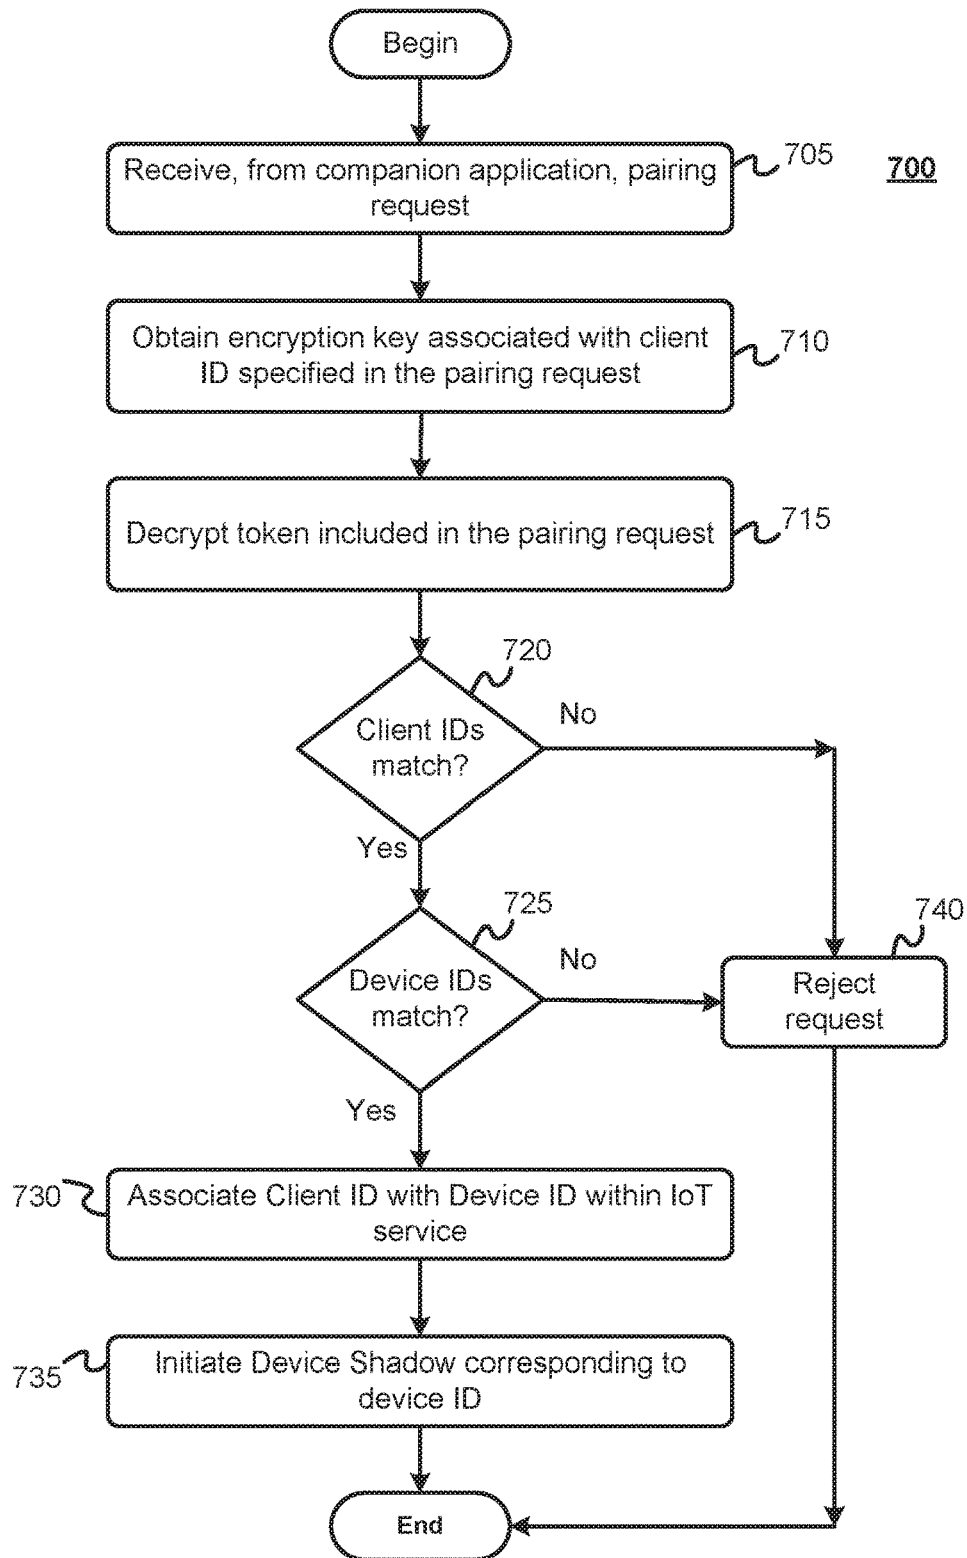 Begin
Receive, from companion application, pairing
request
705
700
Obtain encryption key associated with client
ID specified in the pairing request
710
Decrypt token included in the pairing request
715
720
Client IDs
match?
No
Yes
725
Device IDs
match?
No
740
Reject
request
Yes
730
Associate Client ID with Device ID within IoT
service
735
Initiate Device Shadow corresponding to
device ID
End